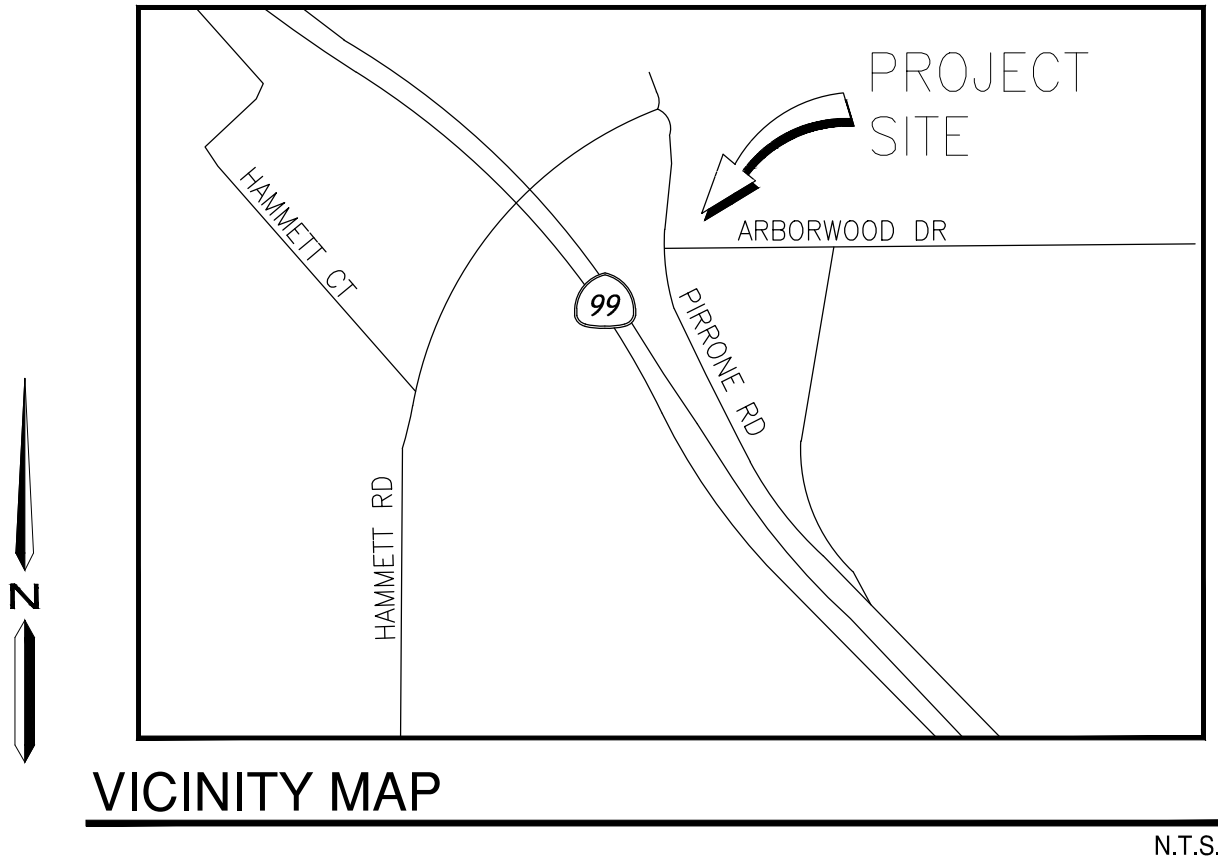 PROJECT
SITE
HAMMETT CT
ARBORWOOD DR
99
PIRRONE RD
HAMMETT RD
N
VICINITY MAP
N.T.S.